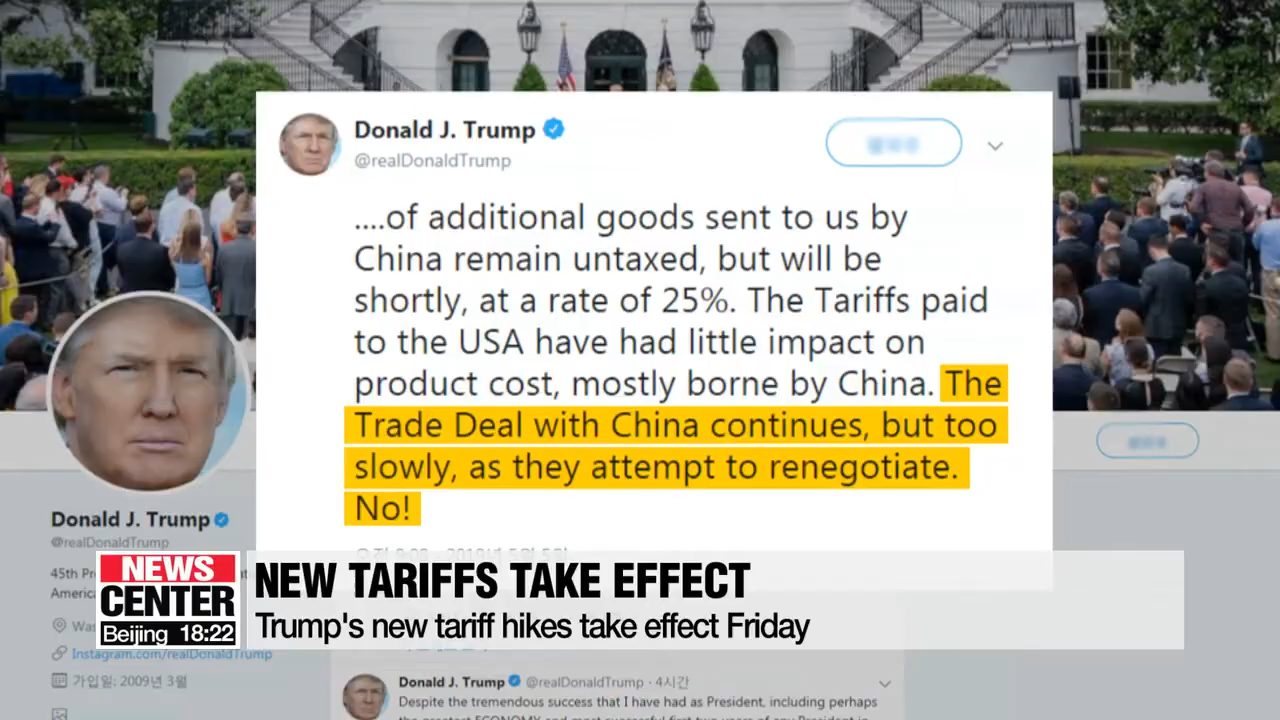 Donald J. Trump
@realDonaldTrump
....of additional goods sent to us by
China remain untaxed, but will be
shortly, at a rate of 25%. The Tariffs paid
to the USA have had little impact on
product cost, mostly borne by China. The
Trade Deal with China continues, but too
slowly, as they attempt to renegotiate.
No!
Donald J. Trump
@realDonaldTrump
45th
America
Instagram.com/realDonaldTrump
가입일: 2009년 3월
NEWS
CENTER
Beijing 18:22
NEW TARIFFS TAKE EFFECT
Trump's new tariff hikes take effect Friday
Donald J. Trump @realDonaldTrump · 4시간
Despite the tremendous success that I have had as President, including perhaps